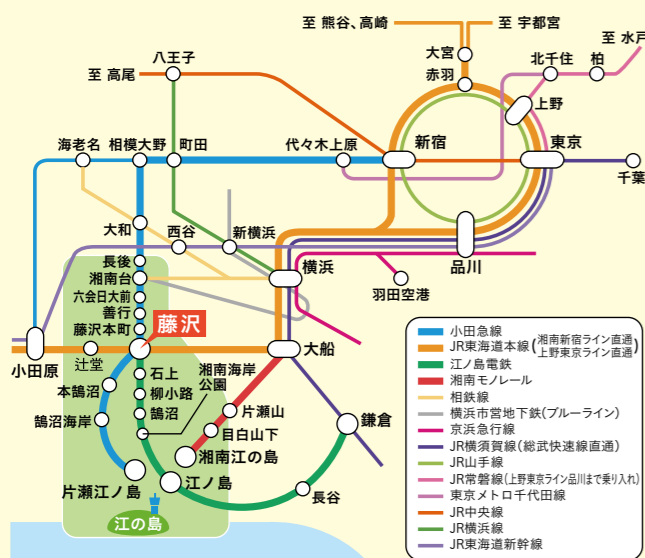 至 熊谷、高崎
至 宇都宮
至 水戸
大宮
北千住
柏
八王子
至 高尾
赤羽
上野
海老名
相模大野
町田
代々木上原
新宿
東京
千葉
大和
西谷
新横浜
長後
湘南台
横浜
品川
羽田空港
六会日大前
善行
藤沢本町
藤沢
小田原
辻堂
大船
石上
湘南海岸
公園
本鵠沼
柳小路
鵠沼
鵠沼海岸
片瀬山
目白山下
鎌倉
湘南江の島
片瀬江ノ島
江ノ島
長谷
江の島
小田急線
JR東海道本線(湘南新宿ライン直通
上野東京ライン直通)
江ノ島電鉄
湘南モノレール
相鉄線
横浜市営地下鉄(ブルーライン)
京浜急行線
JR横須賀線(総武快速線直通)
JR山手線
JR常磐線(上野東京ライン品川まで乗り入れ)
東京メトロ千代田線
JR中央線
JR横浜線
JR東海道新幹線